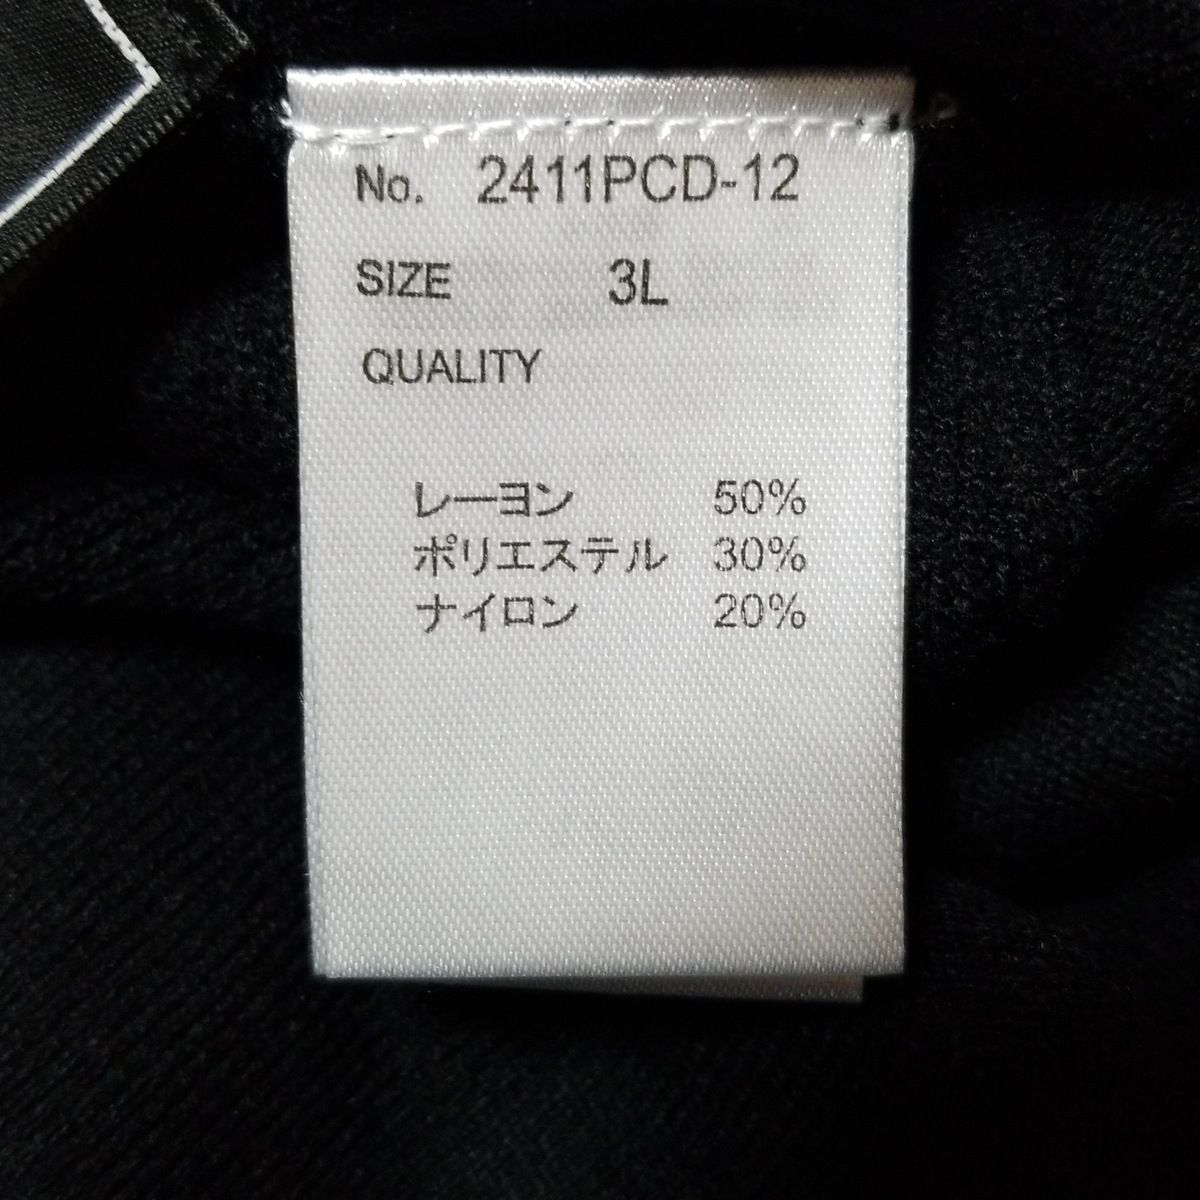 No. 2411PCD-12
SIZE 3L
QUALITY
レーヨン 50%
ポリエステル 30%
ナイロン 20%